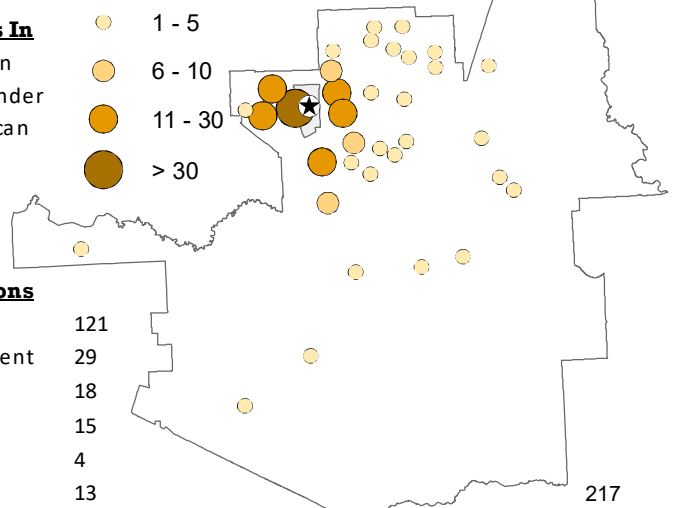 s In 1 - 5
n 6 - 10
nder
can 11 - 30
> 30
ons
121
ent 29
18
15
4
13
217